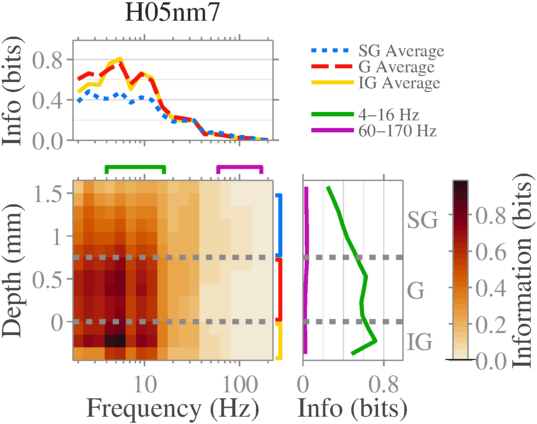 H05nm7
Info (bits)
0.8
0.4
0.0
SG Average
G Average
IG Average
4–16 Hz
60–170 Hz
Depth (mm)
1.5
1
0.5
0
10
100
Frequency (Hz)
SG
G
IG
0
0.8
Info (bits)
0.8
0.6
0.4
0.2
0.0
Information (bits)